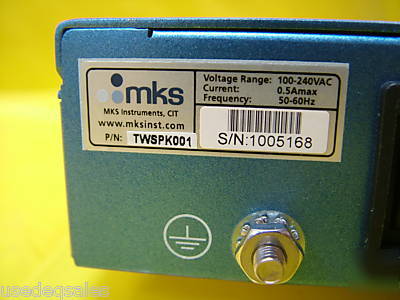 mks
MKS Instruments, CIT
www.mksinst.com
P/N: TWSPK001
Voltage Range: 100-240VAC
Current: 0.5Amax
Frequency: 50-60Hz
S/N:1005168
usedeqsales